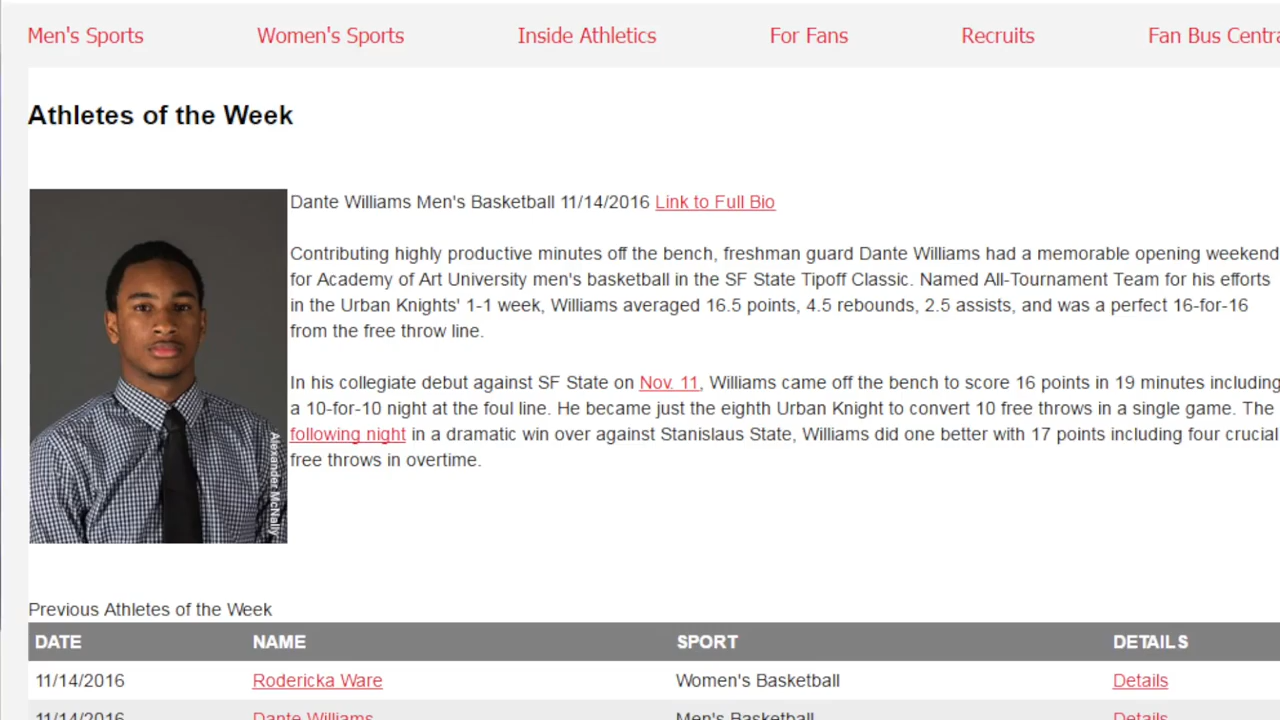 Men's Sports Women's Sports Inside Athletics For Fans Recruits Fan Bus Centra
Athletes of the Week
Dante Williams Men's Basketball 11/14/2016 Link to Full Bio
Contributing highly productive minutes off the bench, freshman guard Dante Williams had a memorable opening weekend
for Academy of Art University men's basketball in the SF State Tipoff Classic. Named All-Tournament Team for his efforts
in the Urban Knights' 1-1 week, Williams averaged 16.5 points, 4.5 rebounds, 2.5 assists, and was a perfect 16-for-16
from the free throw line.
In his collegiate debut against SF State on Nov. 11, Williams came off the bench to score 16 points in 19 minutes including
a 10-for-10 night at the foul line. He became just the eighth Urban Knight to convert 10 free throws in a single game. The
following night in a dramatic win over against Stanislaus State, Williams did one better with 17 points including four crucial
free throws in overtime.
Alexander McNally
Previous Athletes of the Week
DATE NAME SPORT DETAILS
11/14/2016 Rodericka Ware Women's Basketball Details
11/14/2016 Dante Williams Men's Basketball Details